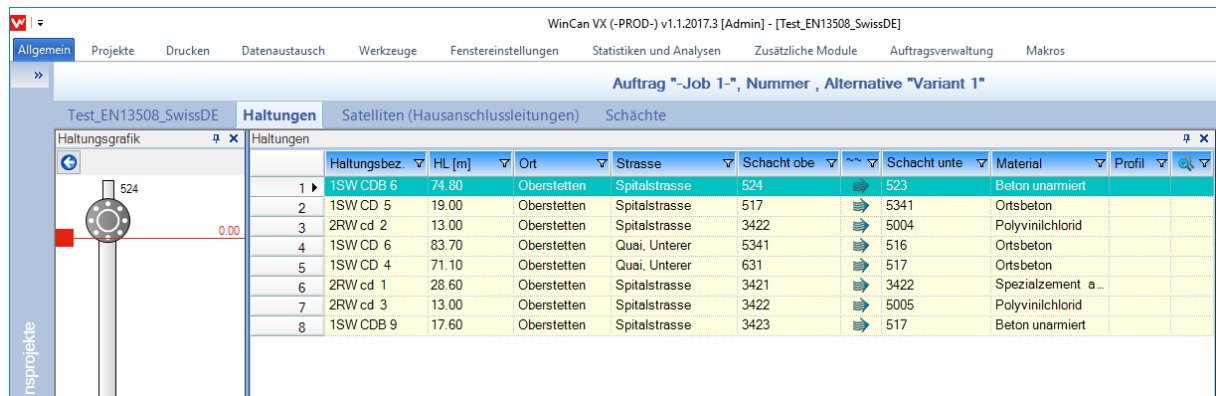 WinCan VX (-PROD-) v1.1.2017.3 [Admin] - [Test_EN13508_SwissDE]
Allgemein Projekte Drucken Datenaustausch Werkzeuge Fenstereinstellungen Statistiken und Analysen Zusätzliche Module Auftragsverwaltung Makros
» Auftrag "-Job 1-", Nummer , Alternative "Variant 1"
Test_EN13508_SwissDE Haltungen Satelliten (Hausanschlussleitungen) Schächte
Haltungsgrafik Haltungen
Haltungsbez. HL [m] Ort Strasse Schacht obe ~~ Schacht unte Material Profil
524
0.00
1 1SW CDB 6 74.80 Oberstetten Spitalstrasse 524 523 Beton unarmiert
2 1SW CD 5 19.00 Oberstetten Spitalstrasse 517 5341 Ortsbeton
3 2RW cd 2 13.00 Oberstetten Spitalstrasse 3422 5004 Polyvinilchlorid
4 1SW CD 6 83.70 Oberstetten Quai, Unterer 5341 516 Ortsbeton
5 1SW CD 4 71.10 Oberstetten Quai, Unterer 631 517 Ortsbeton
6 2RW cd 1 28.60 Oberstetten Spitalstrasse 3421 3422 Spezialzement a...
7 2RW cd 3 13.00 Oberstetten Spitalstrasse 3422 5005 Polyvinilchlorid
8 1SW CDB 9 17.60 Oberstetten Spitalstrasse 3423 517 Beton unarmiert
nsprojekte